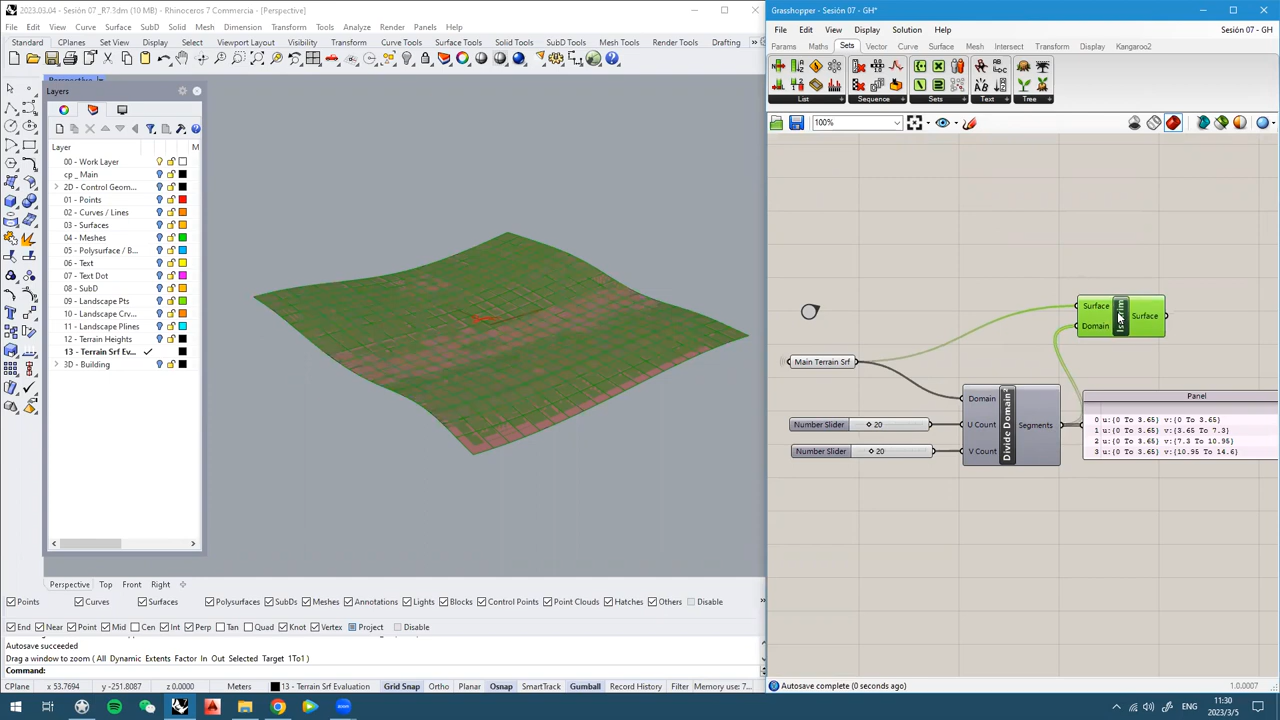 2023.03.04 - Sesión 07_R7.3dm (10 MB) - Rhinoceros 7 Commercia - [Perspective]
File Edit View Curve Surface SubD Solid Mesh Dimension Transform Tools Analyze Render Panels Help
Standard CPlanes Set View Display Select Viewport Layout Visibility Transform Curve Tools Surface Tools Solid Tools SubD Tools Mesh Tools Render Tools Drafting
Perspective
Layers
Layer M
00 - Work Layer
cp _ Main
2D - Control Geom...
01 - Points
02 - Curves / Lines
03 - Surfaces
04 - Meshes
05 - Polysurface / B...
06 - Text
07 - Text Dot
08 - SubD
09 - Landscape Pts
10 - Landscape Crv...
11 - Landscape Plines
12 - Terrain Heights
13 - Terrain Srf Ev...
3D - Building
Perspective Top Front Right
Points Curves Surfaces Polysurfaces SubDs Meshes Annotations Lights Blocks Control Points Point Clouds Hatches Others Disable
End Near Point Mid Cen Int Perp Tan Quad Knot Vertex Project Disable
Autosave succeeded
Drag a window to zoom ( All Dynamic Extents Factor In Out Selected Target 1To1 )
Command:
CPlane x 53.7694 y -251.8087 z 0.0000 Meters 13 - Terrain Srf Evaluation Grid Snap Ortho Planar Osnap SmartTrack Gumball Record History Filter Memory use: 7...
Grasshopper - Sesión 07 - GH*
File Edit View Display Solution Help
Sesión 07 - GH*
Params Maths Sets Vector Curve Surface Mesh Intersect Transform Display Kangaroo2
List Sequence Sets Text Tree
100%
Surface
Domain
Surface
Main Terrain Srf
Number Slider 20
Number Slider 20
Domain
U Count
V Count
Divide Domain²
Segments
Panel
0 u:{0 To 3.65} v:{0 To 3.65}
1 u:{0 To 3.65} v:{3.65 To 7.3}
2 u:{0 To 3.65} v:{7.3 To 10.95}
3 u:{0 To 3.65} v:{10.95 To 14.6}
Autosave complete (0 seconds ago)
1.0.0007
ENG
11:30
2023/3/5